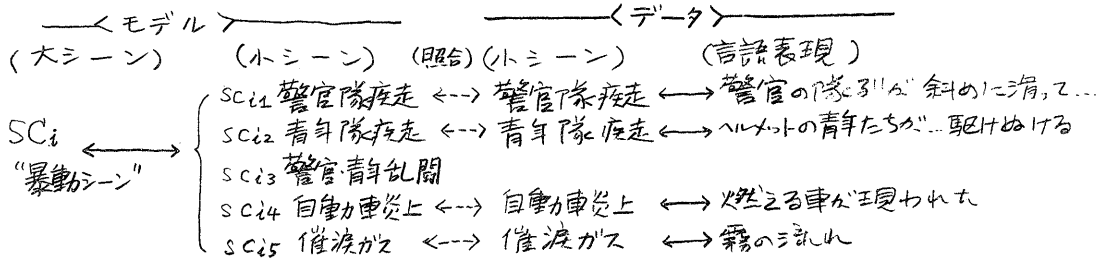 〈モデル〉 〈データ〉
(大シーン) (小シーン) (照合) (小シーン) (言語表現)
SCi1 警官隊疾走 <--> 警官隊疾走 <-> 警官の隊列が斜めに滑って...
SCi2 青年隊疾走 <--> 青年隊疾走 <-> ヘルメットの青年たちが...駆けぬける
SCi <->
SCi3 警官・青年乱闘
"暴動シーン"
SCi4 自動車炎上 <--> 自動車炎上 <-> 燃える車が現われた
SCi5 催涙ガス <--> 催涙ガス <-> 霧の流れ